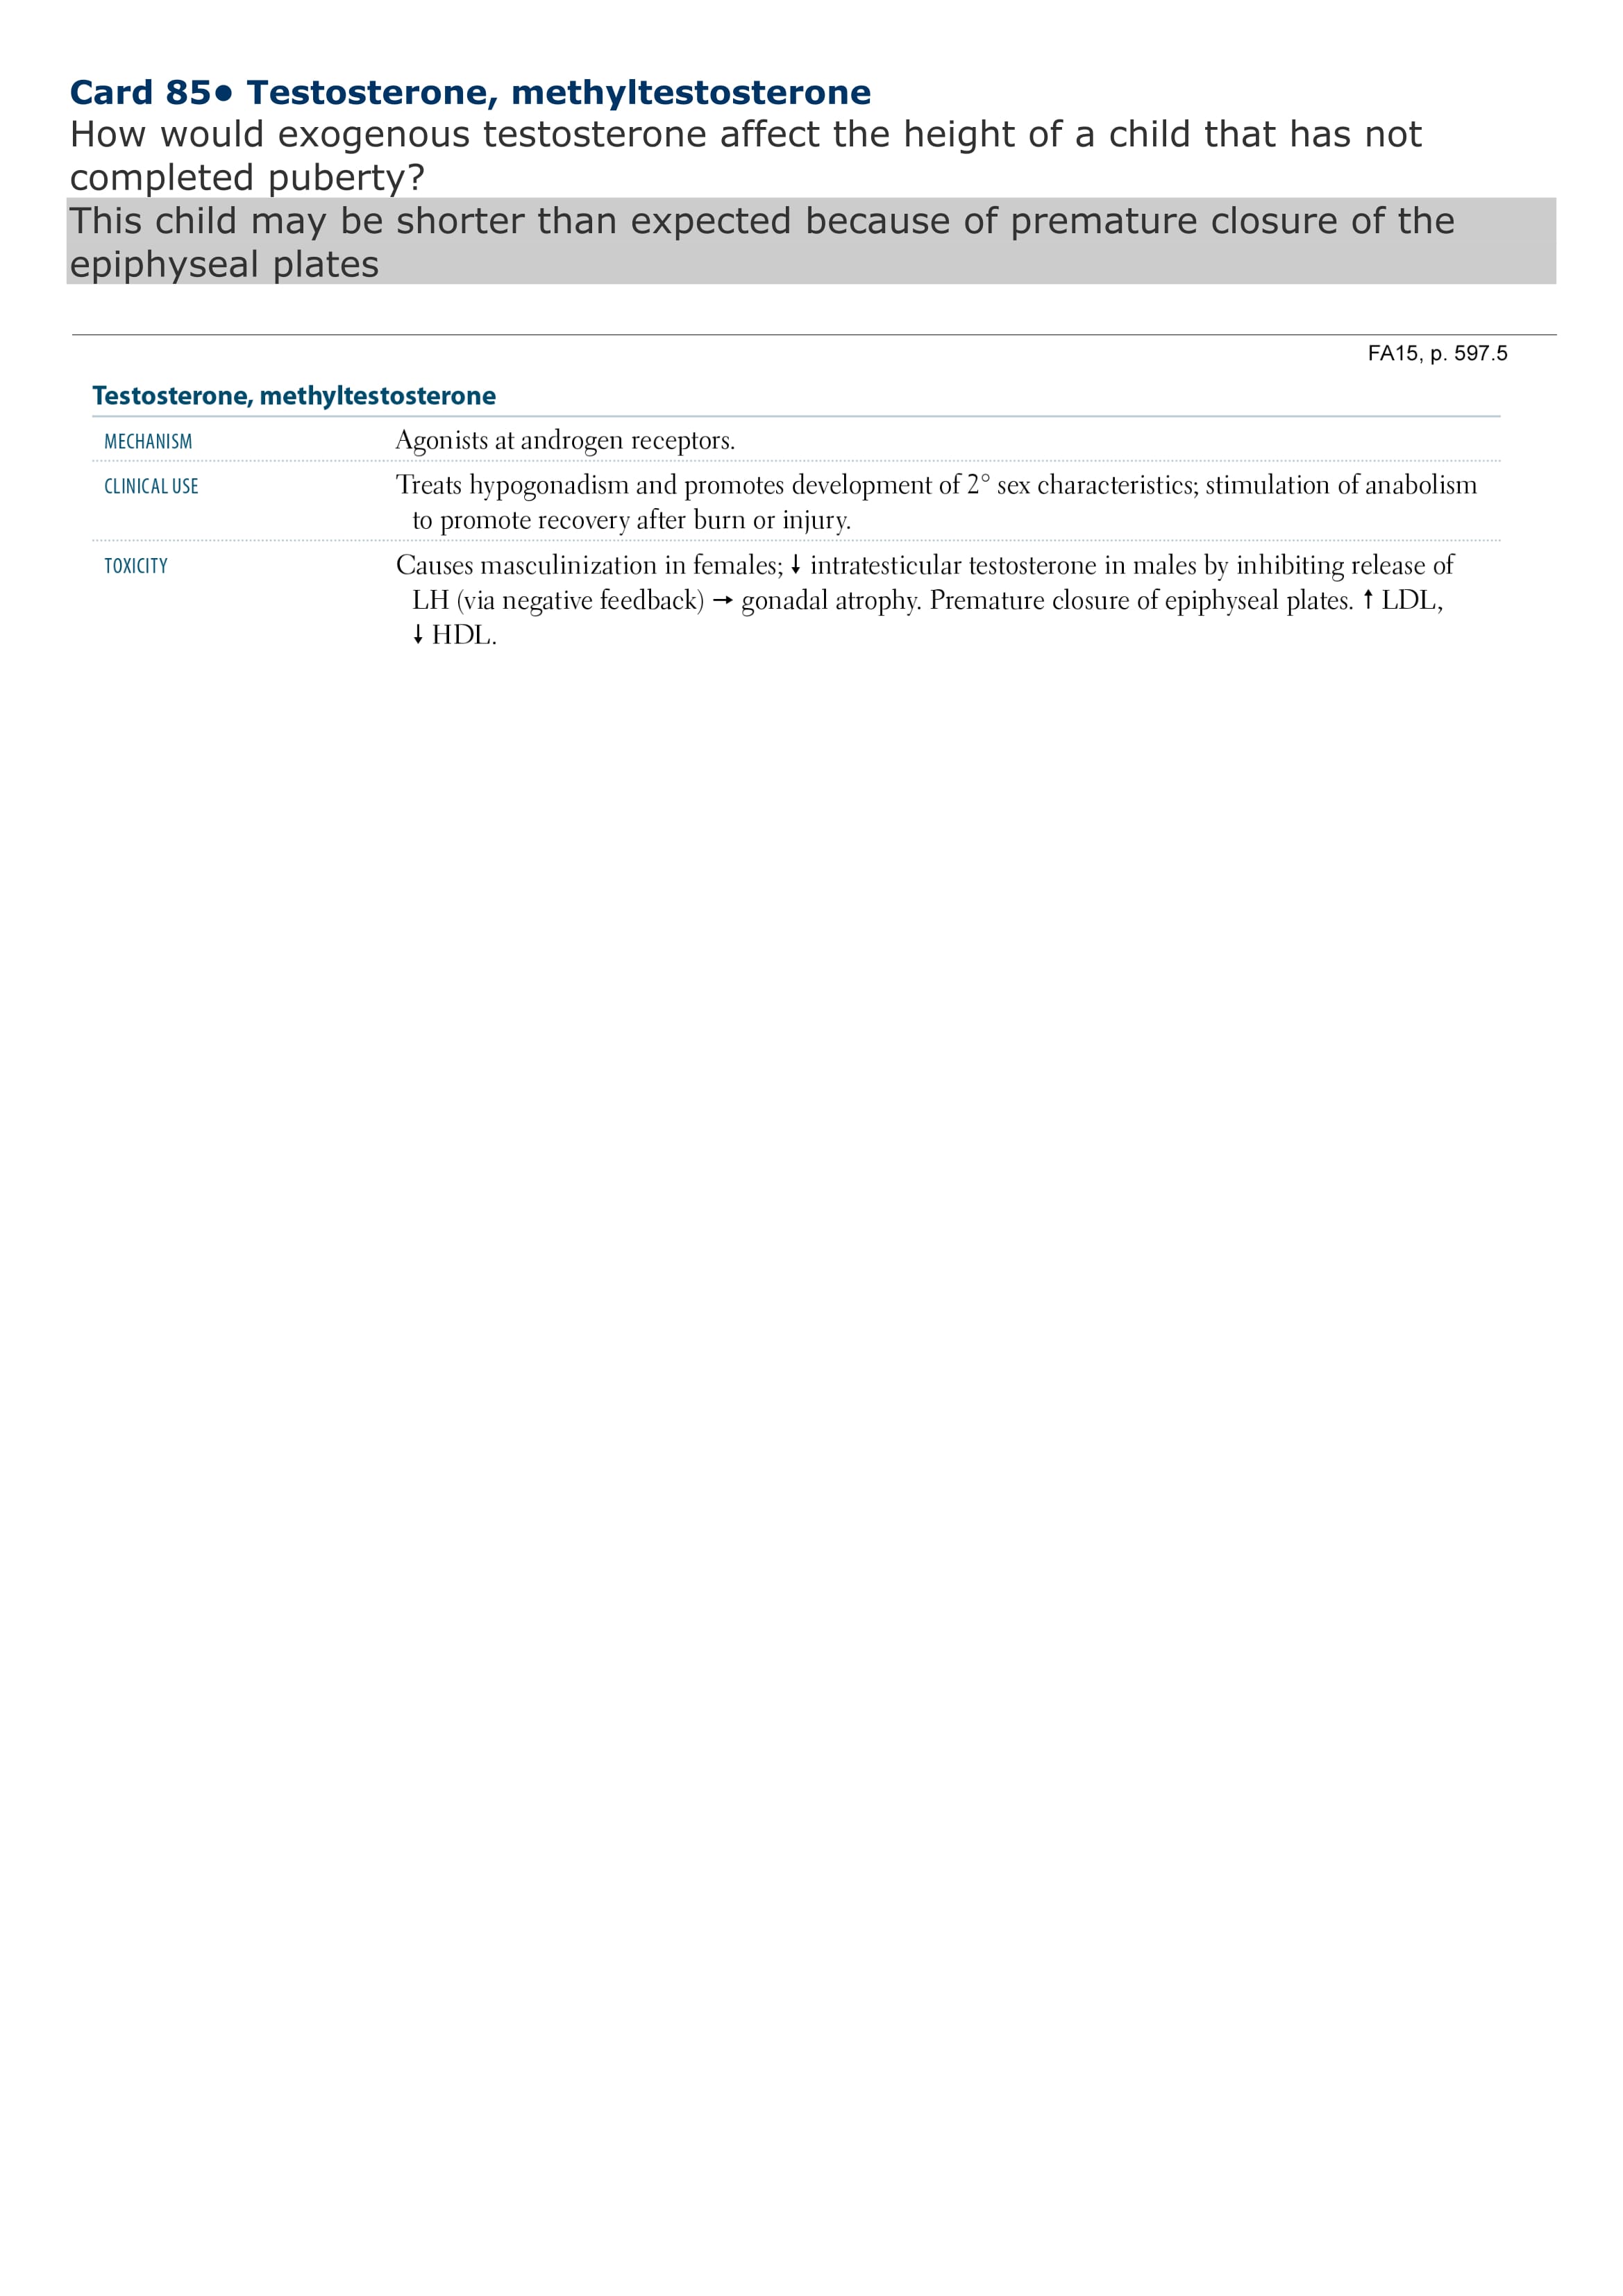 Card 85● Testosterone, methyltestosterone
How would exogenous testosterone affect the height of a child that has not
completed puberty?
This child may be shorter than expected because of premature closure of the
epiphyseal plates
FA15, p. 597.5
Testosterone, methyltestosterone
MECHANISM Agonists at androgen receptors.
CLINICAL USE Treats hypogonadism and promotes development of 2° sex characteristics; stimulation of anabolism
to promote recovery after burn or injury.
TOXICITY Causes masculinization in females; ↓ intratesticular testosterone in males by inhibiting release of
LH (via negative feedback) → gonadal atrophy. Premature closure of epiphyseal plates. ↑ LDL,
↓ HDL.